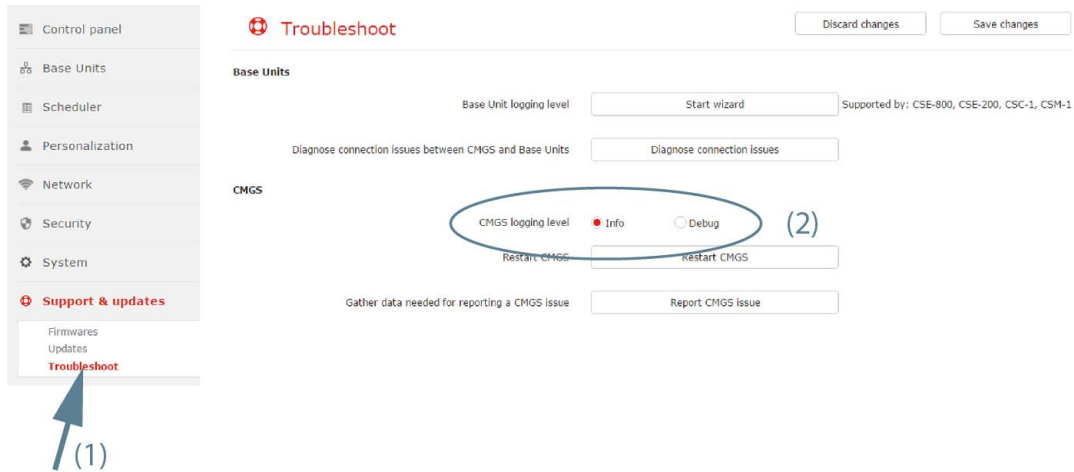 Control panel
Base Units
Scheduler
Personalization
Network
Security
System
Support & updates
Firmwares
Updates
Troubleshoot
(1)
Troubleshoot
Discard changes
Save changes
Base Units
Base Unit logging level
Start wizard
Supported by: CSE-800, CSE-200, CSC-1, CSM-1
Diagnose connection issues between CMGS and Base Units
Diagnose connection issues
CMGS
CMGS logging level
Info
Debug
(2)
Restart CMGS
Restart CMGS
Gather data needed for reporting a CMGS issue
Report CMGS issue